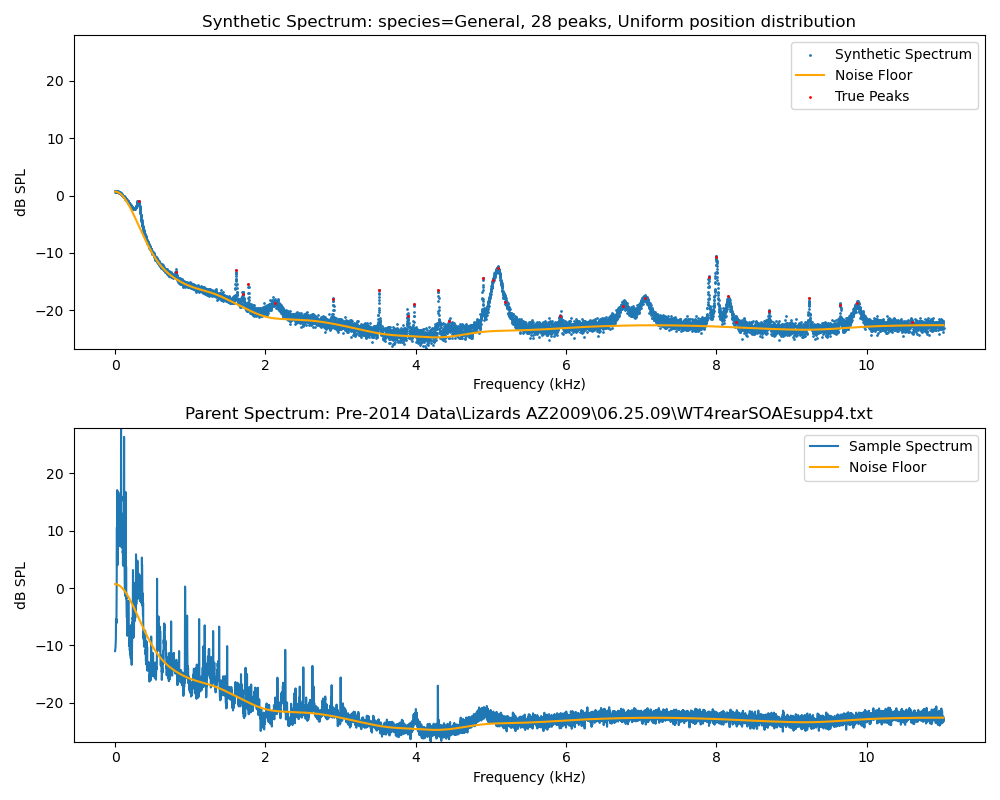 Synthetic Spectrum: species=General, 28 peaks, Uniform position distribution
dB SPL
20
10
0
−10
−20
Synthetic Spectrum
Noise Floor
True Peaks
0 2 4 6 8 10
Frequency (kHz)
Parent Spectrum: Pre-2014 Data\Lizards AZ2009\06.25.09\WT4rearSOAEsupp4.txt
dB SPL
20
10
0
−10
−20
Sample Spectrum
Noise Floor
0 2 4 6 8 10
Frequency (kHz)